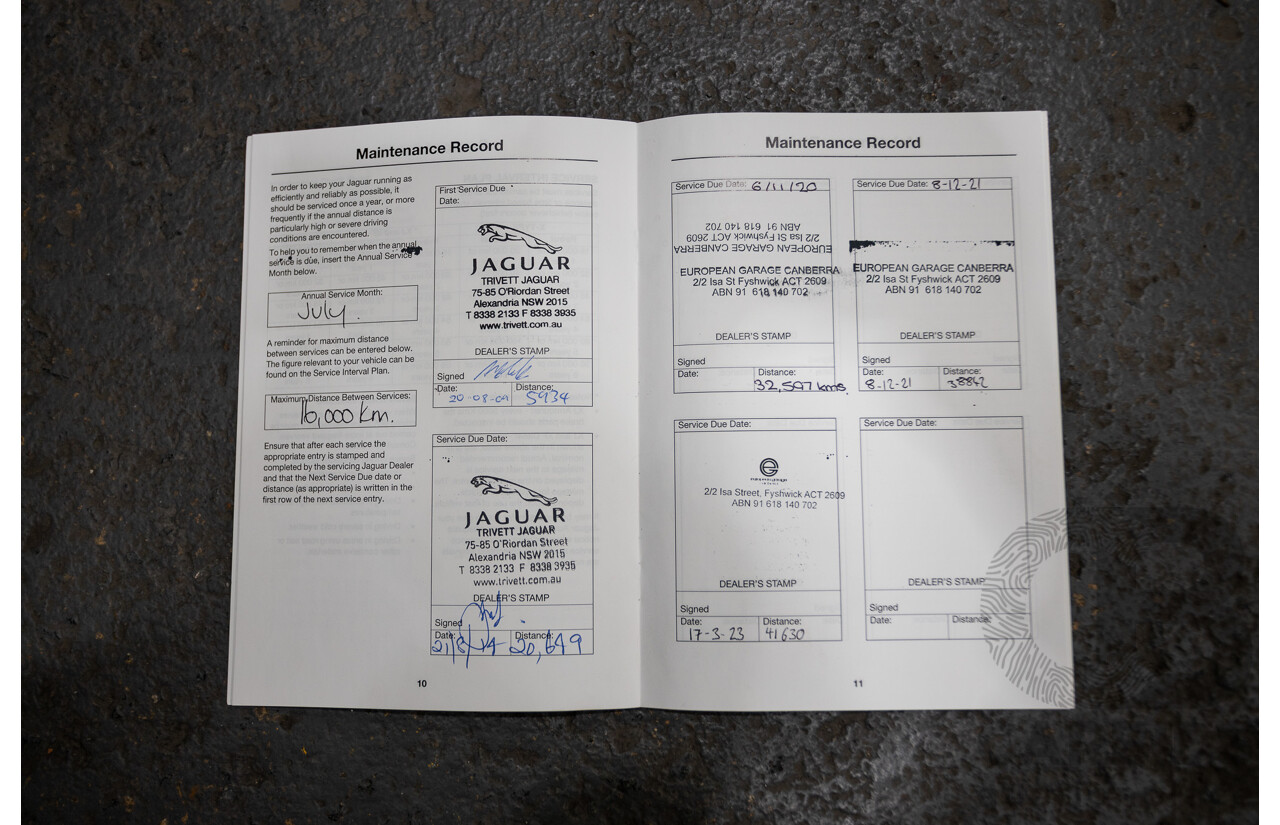 Maintenance Record
In order to keep your Jaguar running as
efficiently and reliably as possible, it
should be serviced once a year, or more
frequently if the annual distance is
particularly high or severe driving
conditions are encountered.
To help you to remember when the annual
service is due, insert the Annual Service
Month below.
Annual Service Month:
July.
A reminder for maximum distance
between services can be entered below.
The figure relevant to your vehicle can be
found on the Service Interval Plan.
Maximum Distance Between Services:
16,000 km.
Ensure that after each service the
appropriate entry is stamped and
completed by the servicing Jaguar Dealer
and that the Next Service Due date or
distance (as appropriate) is written in the
first row of the next service entry.
First Service Due
Date:
JAGUAR
TRIVETT JAGUAR
75-85 O'Riordan Street
Alexandria NSW 2015
T 8338 2133 F 8338 3935
www.trivett.com.au
DEALER'S STAMP
Signed
Date: Distance:
20-08-09 5934
Service Due Date:
JAGUAR
TRIVETT JAGUAR
75-85 O'Riordan Street
Alexandria NSW 2015
T 8338 2133 F 8338 3935
www.trivett.com.au
DEALER'S STAMP
Signed
Date: Distance:
21/8/14 20,649
10
Maintenance Record
Service Due Date: 6/11/20
ABN 91 618 140 702
2/2 Isa St Fyshwick ACT 2609
EUROPEAN GARAGE CANBERRA
EUROPEAN GARAGE CANBERRA
2/2 Isa St Fyshwick ACT 2609
ABN 91 618 140 702
DEALER'S STAMP
Signed
Date: Distance:
32,597 kms.
Service Due Date: 8-12-21
EUROPEAN GARAGE CANBERRA
2/2 Isa St Fyshwick ACT 2609
ABN 91 618 140 702
DEALER'S STAMP
Signed
Date: Distance:
8-12-21 38842
Service Due Date:
2/2 Isa Street, Fyshwick ACT 2609
ABN 91 618 140 702
DEALER'S STAMP
Signed
Date: Distance:
17-3-23 41630
Service Due Date:
DEALER'S STAMP
Signed
Date: Distance:
11